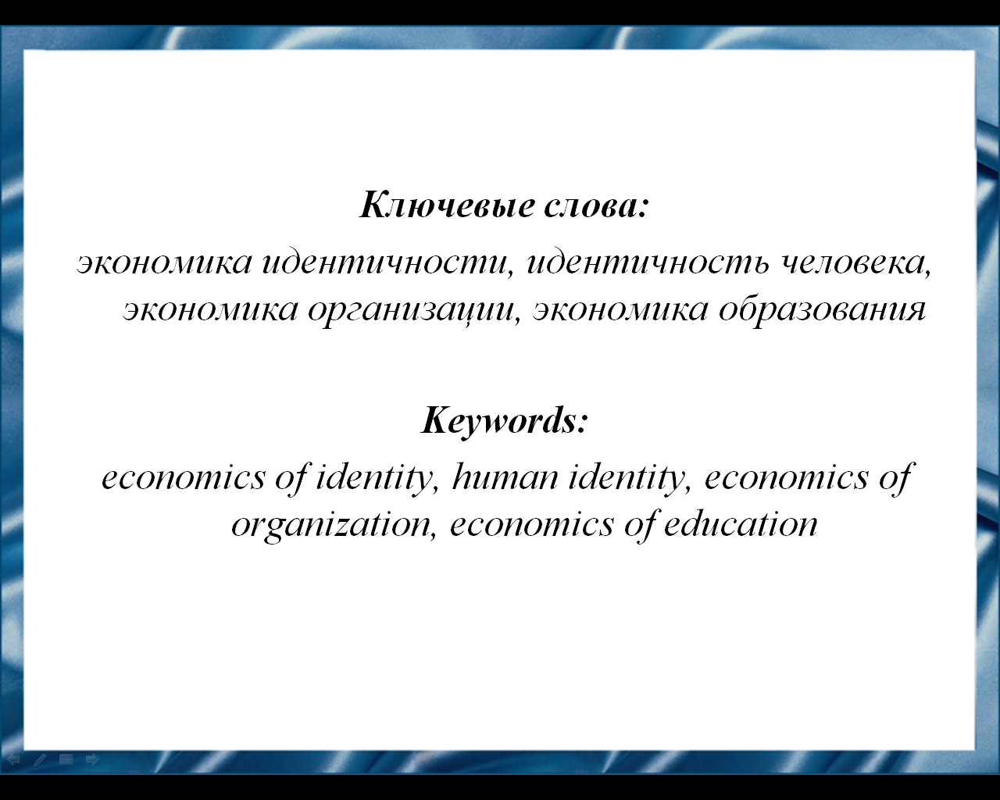 Ключевые слова:
экономика идентичности, идентичность человека,
экономика организации, экономика образования
Keywords:
economics of identity, human identity, economics of
organization, economics of education